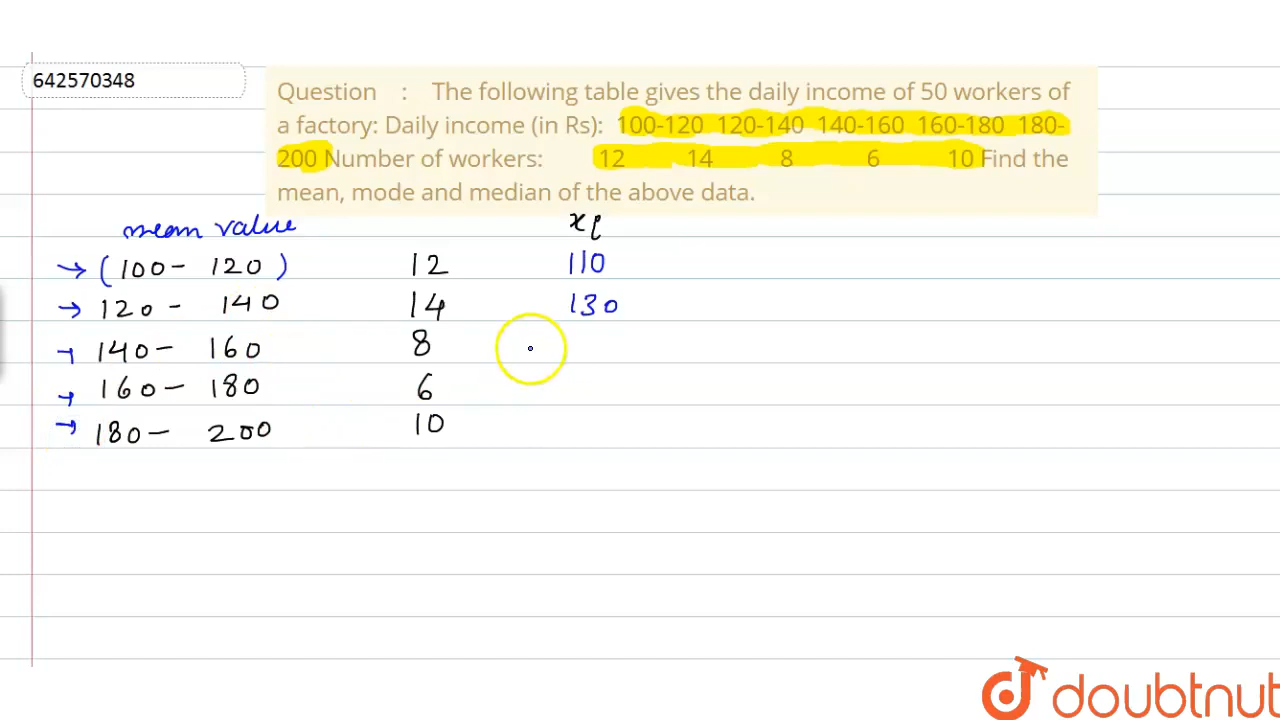 642570348
Question : The following table gives the daily income of 50 workers of
a factory: Daily income (in Rs): 100-120 120-140 140-160 160-180 180-
200 Number of workers: 12 14 8 6 10 Find the
mean, mode and median of the above data.
mean value xi
→ (100 - 120) 12 110
→ 120 - 140 14 130
→ 140 - 160 8
→ 160 - 180 6
→ 180 - 200 10
doubtnut